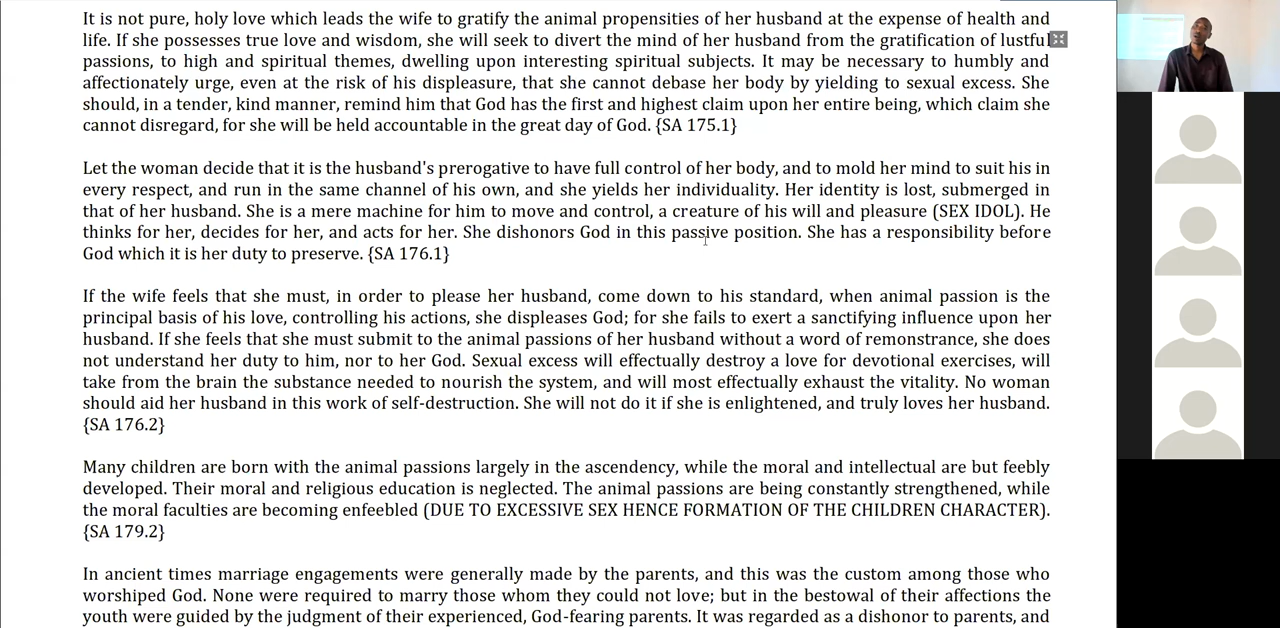 It is not pure, holy love which leads the wife to gratify the animal propensities of her husband at the expense of health and
life. If she possesses true love and wisdom, she will seek to divert the mind of her husband from the gratification of lustful
passions, to high and spiritual themes, dwelling upon interesting spiritual subjects. It may be necessary to humbly and
affectionately urge, even at the risk of his displeasure, that she cannot debase her body by yielding to sexual excess. She
should, in a tender, kind manner, remind him that God has the first and highest claim upon her entire being, which claim she
cannot disregard, for she will be held accountable in the great day of God. {SA 175.1}
Let the woman decide that it is the husband's prerogative to have full control of her body, and to mold her mind to suit his in
every respect, and run in the same channel of his own, and she yields her individuality. Her identity is lost, submerged in
that of her husband. She is a mere machine for him to move and control, a creature of his will and pleasure (SEX IDOL). He
thinks for her, decides for her, and acts for her. She dishonors God in this passive position. She has a responsibility before
God which it is her duty to preserve. {SA 176.1}
If the wife feels that she must, in order to please her husband, come down to his standard, when animal passion is the
principal basis of his love, controlling his actions, she displeases God; for she fails to exert a sanctifying influence upon her
husband. If she feels that she must submit to the animal passions of her husband without a word of remonstrance, she does
not understand her duty to him, nor to her God. Sexual excess will effectually destroy a love for devotional exercises, will
take from the brain the substance needed to nourish the system, and will most effectually exhaust the vitality. No woman
should aid her husband in this work of self-destruction. She will not do it if she is enlightened, and truly loves her husband.
{SA 176.2}
Many children are born with the animal passions largely in the ascendency, while the moral and intellectual are but feebly
developed. Their moral and religious education is neglected. The animal passions are being constantly strengthened, while
the moral faculties are becoming enfeebled (DUE TO EXCESSIVE SEX HENCE FORMATION OF THE CHILDREN CHARACTER).
{SA 179.2}
In ancient times marriage engagements were generally made by the parents, and this was the custom among those who
worshiped God. None were required to marry those whom they could not love; but in the bestowal of their affections the
youth were guided by the judgment of their experienced, God-fearing parents. It was regarded as a dishonor to parents, and